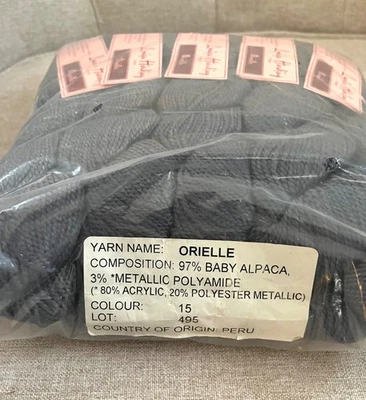 YARN NAME: ORIELLE
COMPOSITION: 97% BABY ALPACA,
3% *METALLIC POLYAMIDE
(* 80% ACRYLIC, 20% POLYESTER METALLIC)
COLOUR: 15
LOT: 495
COUNTRY OF ORIGIN: PERU